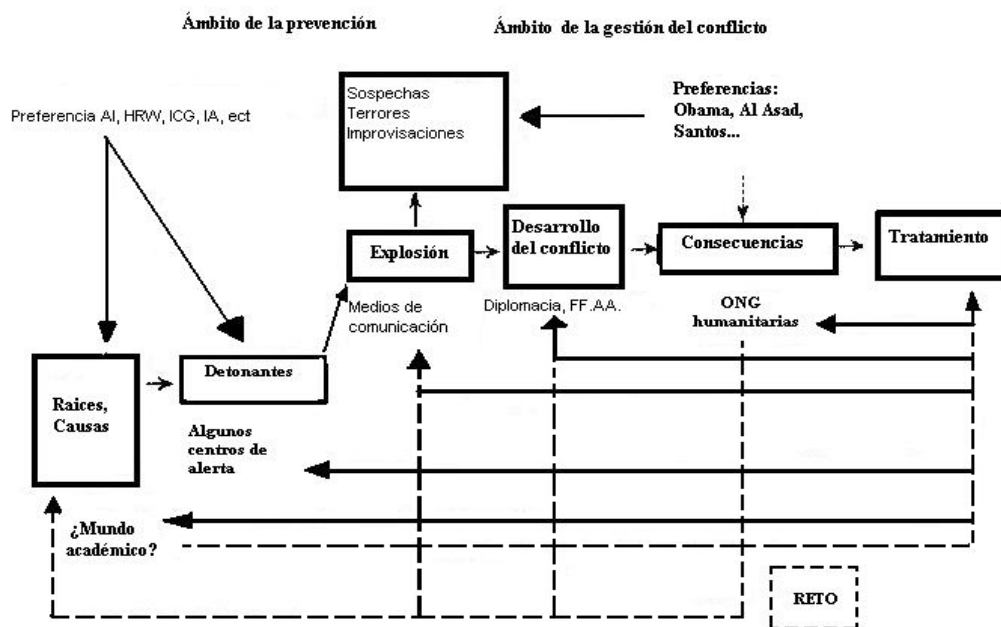 Ámbito de la prevención
Ámbito de la gestión del conflicto
Preferencia AI, HRW, ICG, IA, ect
Sospechas
Terrores
Improvisaciones
Preferencias:
Obama, Al Asad,
Santos...
Explosión
Desarrollo
del conflicto
Consecuencias
Tratamiento
Medios de
comunicación
Diplomacia, FF.AA.
ONG
humanitarias
Raices,
Causas
Detonantes
Algunos
centros de
alerta
¿Mundo
académico?
RETO